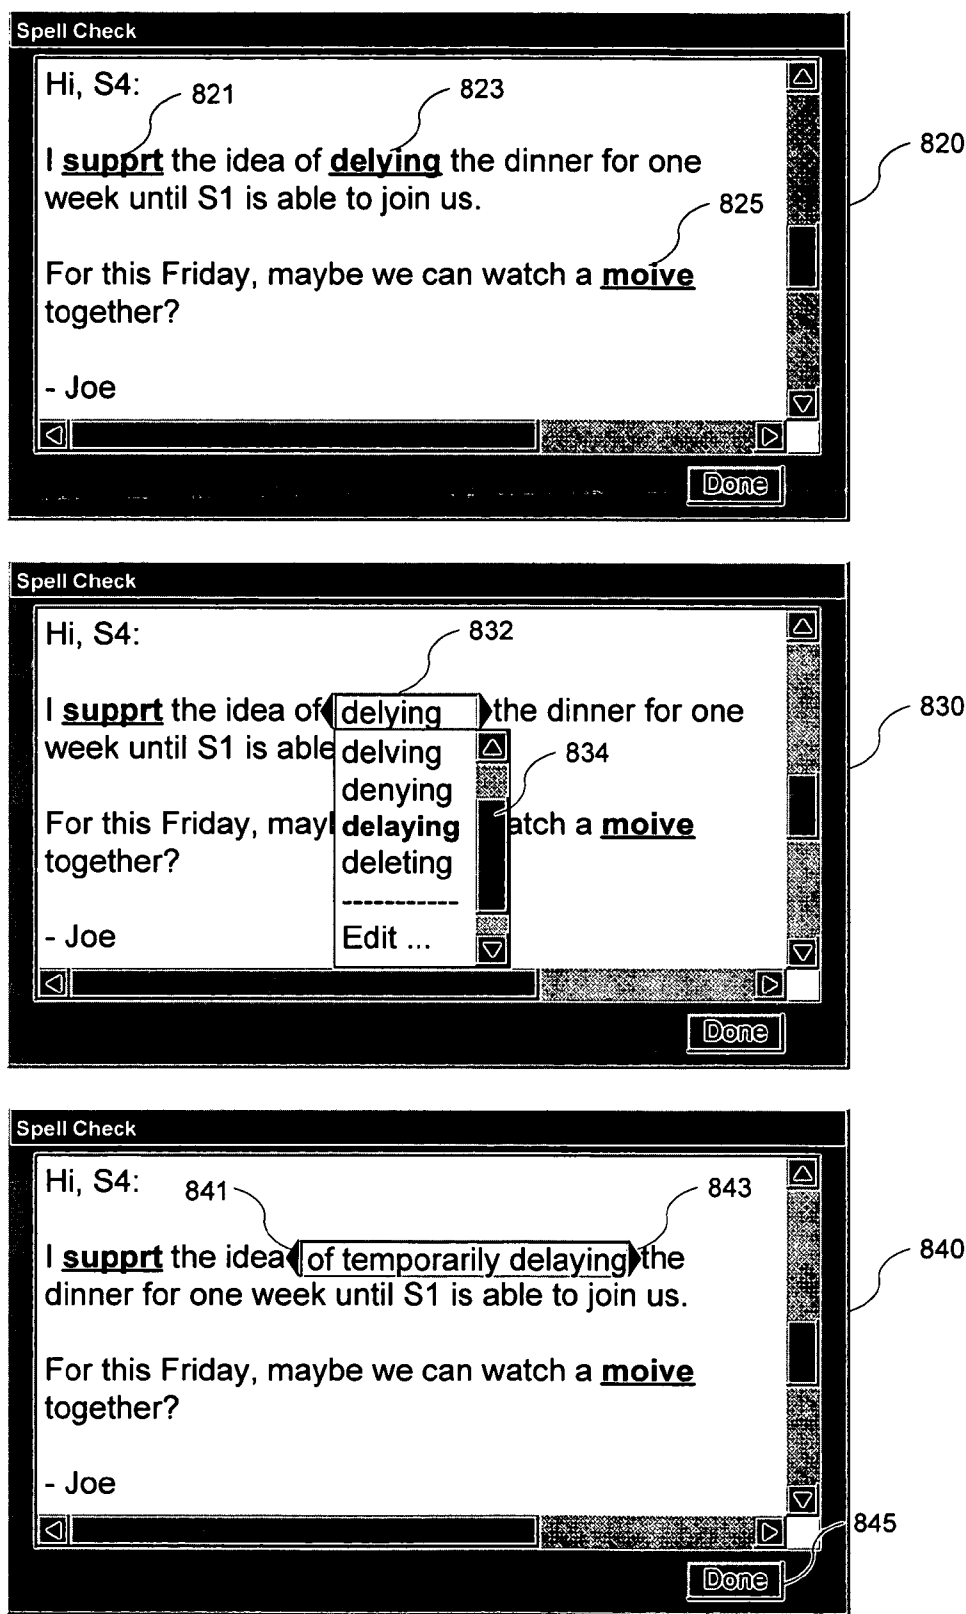 Spell Check
Hi, S4:
821
823
I supprt the idea of delying the dinner for one
820
week until S1 is able to join us.
825
For this Friday, maybe we can watch a moive
together?
- Joe
Done
Spell Check
Hi, S4:
832
I supprt the idea of delying the dinner for one
830
week until S1 is able
delving
834
denying
For this Friday, mayl
delaying
atch a moive
together?
deleting
-----------
- Joe
Edit ...
Done
Spell Check
Hi, S4:
841
843
I supprt the idea of temporarily delaying the
840
dinner for one week until S1 is able to join us.
For this Friday, maybe we can watch a moive
together?
- Joe
845
Done